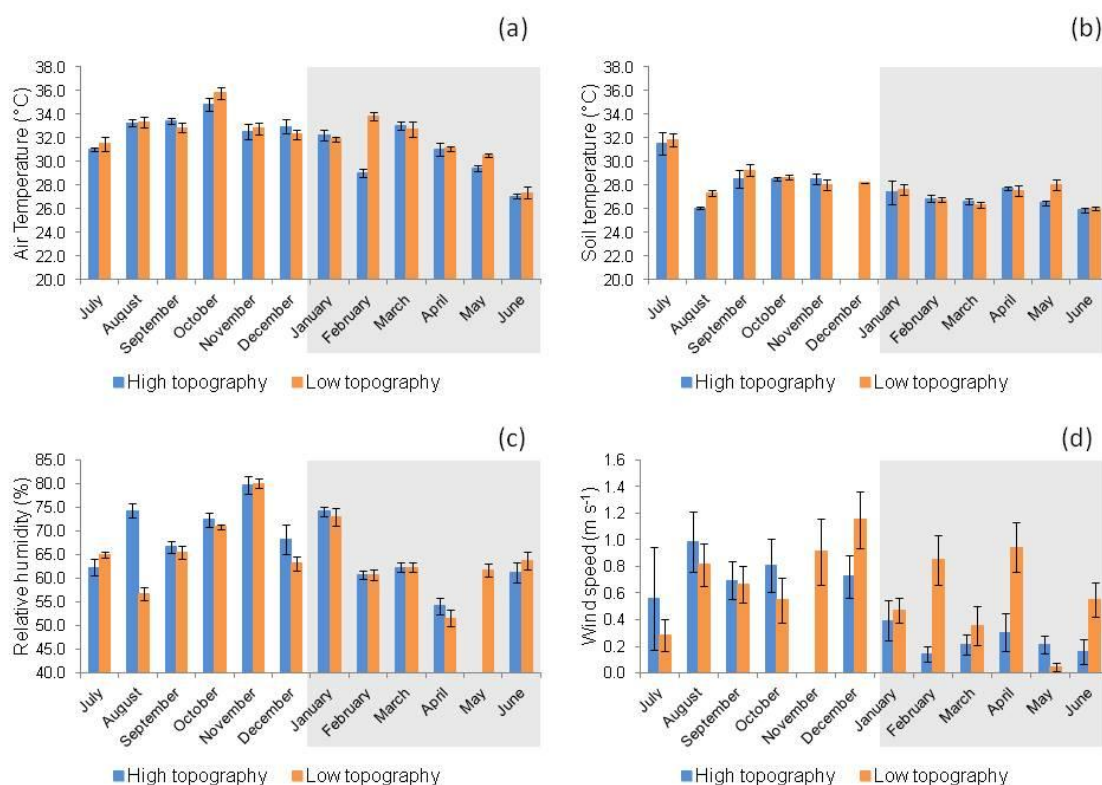 (a)
Air Temperature (°C)
38.0
36.0
34.0
32.0
30.0
28.0
26.0
24.0
22.0
20.0
July
August
September
October
November
December
January
February
March
April
May
June
High topography Low topography
(b)
Soil temperature (°C)
38.0
36.0
34.0
32.0
30.0
28.0
26.0
24.0
22.0
20.0
July
August
September
October
November
December
January
February
March
April
May
June
High topography Low topography
(c)
Relative humidity (%)
85.0
80.0
75.0
70.0
65.0
60.0
55.0
50.0
45.0
40.0
July
August
September
October
November
December
January
February
March
April
May
June
High topography Low topography
(d)
Wind speed (m s-1)
1.6
1.4
1.2
1.0
0.8
0.6
0.4
0.2
0.0
July
August
September
October
November
December
January
February
March
April
May
June
High topography Low topography